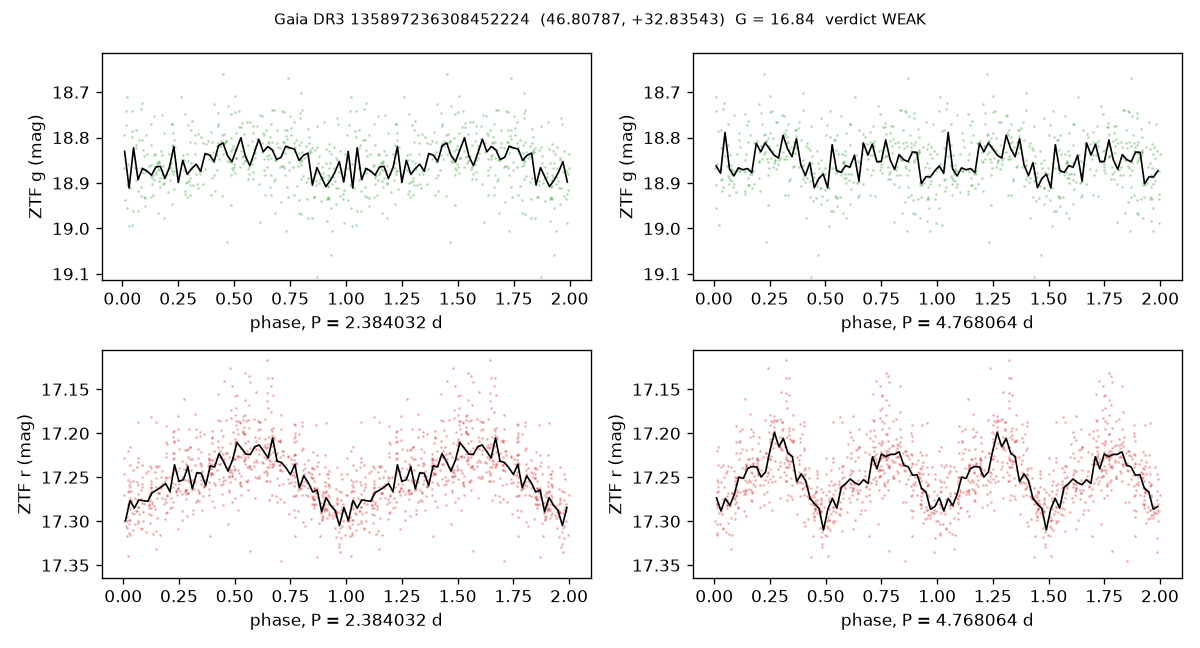 Gaia DR3 135897236308452224  (46.80787, +32.83543)  G = 16.84  verdict WEAK
ZTF g (mag)
18.7
18.8
18.9
19.0
19.1
0.00 0.25 0.50 0.75 1.00 1.25 1.50 1.75 2.00
phase, P = 2.384032 d
ZTF g (mag)
18.7
18.8
18.9
19.0
19.1
0.00 0.25 0.50 0.75 1.00 1.25 1.50 1.75 2.00
phase, P = 4.768064 d
ZTF r (mag)
17.15
17.20
17.25
17.30
17.35
0.00 0.25 0.50 0.75 1.00 1.25 1.50 1.75 2.00
phase, P = 2.384032 d
ZTF r (mag)
17.15
17.20
17.25
17.30
17.35
0.00 0.25 0.50 0.75 1.00 1.25 1.50 1.75 2.00
phase, P = 4.768064 d